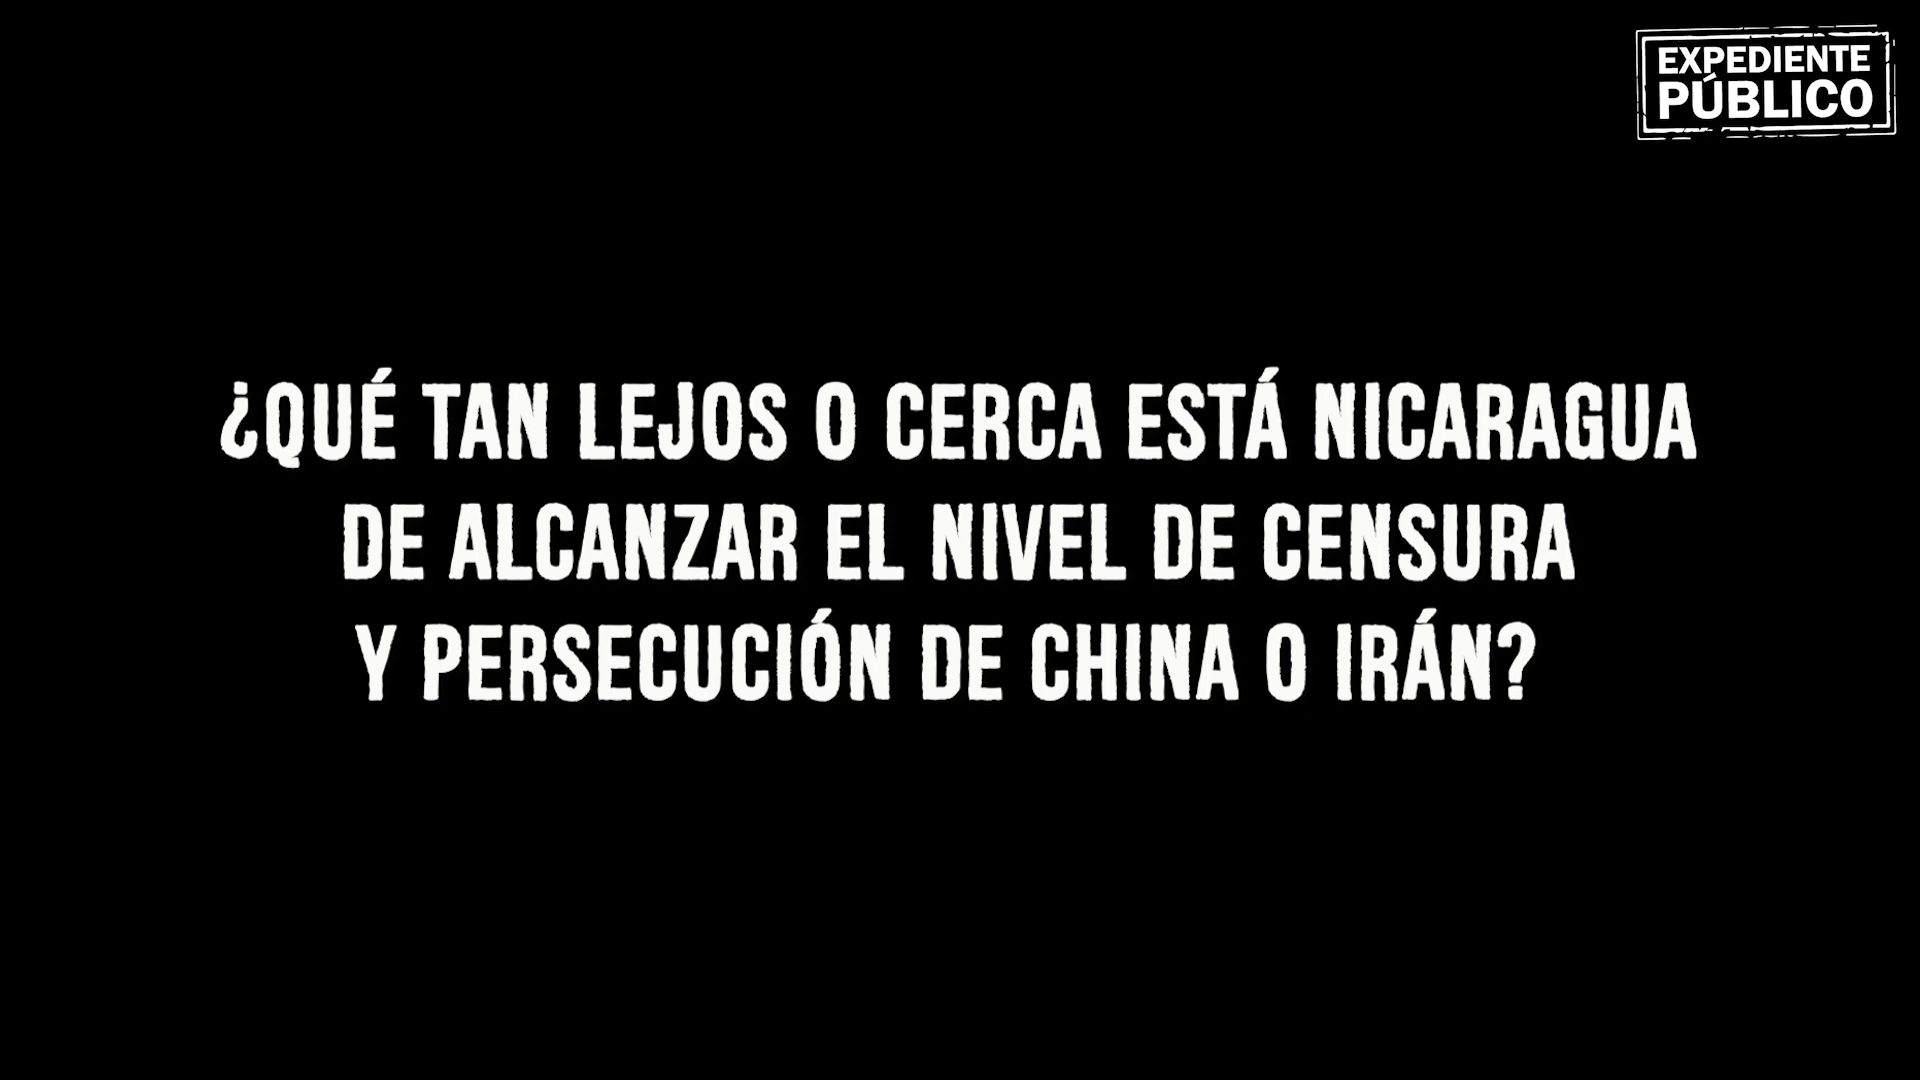 EXPEDIENTE
PÚBLICO
¿QUÉ TAN LEJOS O CERCA ESTÁ NICARAGUA
DE ALCANZAR EL NIVEL DE CENSURA
Y PERSECUCIÓN DE CHINA O IRÁN?